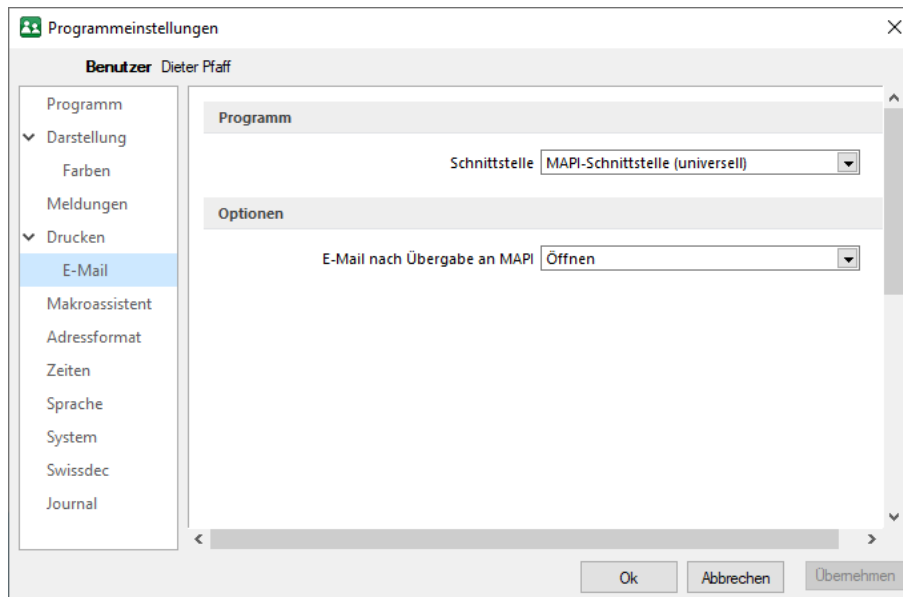 Programmeinstellungen
Benutzer Dieter Pfaff
Programm
Darstellung
Farben
Meldungen
Drucken
E-Mail
Makroassistent
Adressformat
Zeiten
Sprache
System
Swissdec
Journal
Programm
Schnittstelle MAPI-Schnittstelle (universell)
Optionen
E-Mail nach Übergabe an MAPI Öffnen
Ok Abbrechen Übernehmen